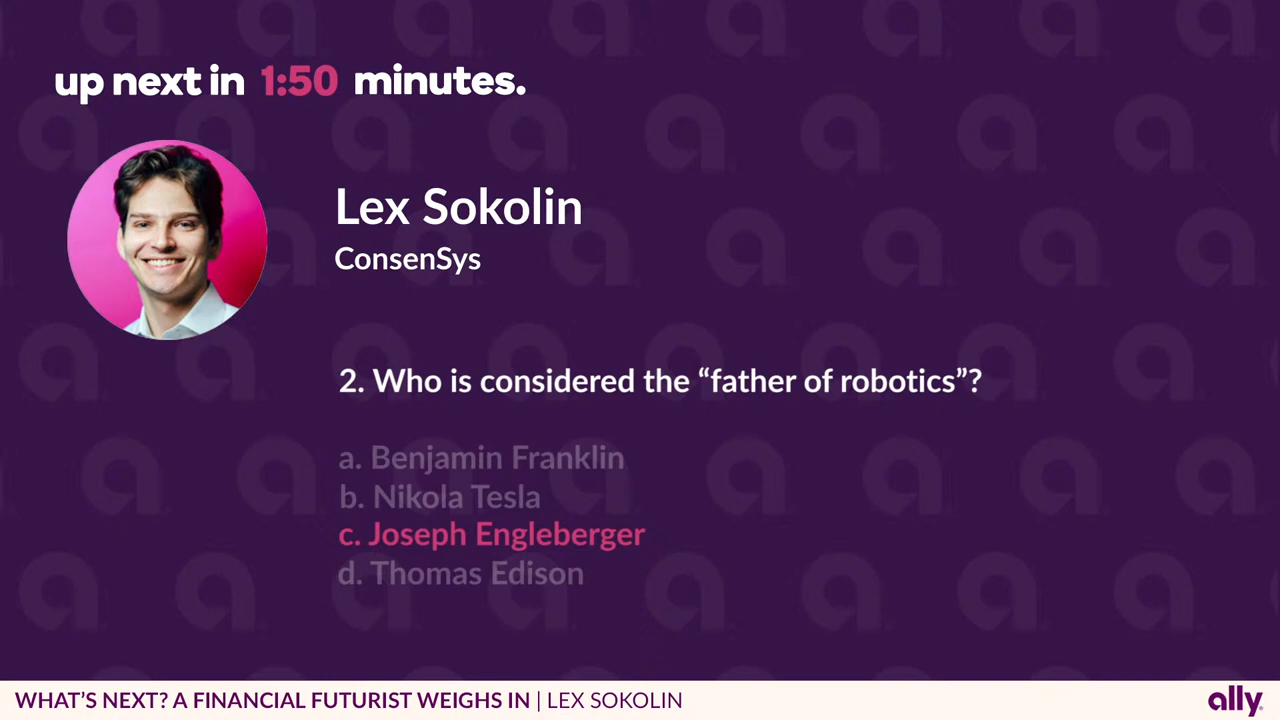 up next in 1:50 minutes.
Lex Sokolin
ConsenSys
2. Who is considered the “father of robotics”?
a. Benjamin Franklin
b. Nikola Tesla
c. Joseph Engleberger
d. Thomas Edison
WHAT’S NEXT? A FINANCIAL FUTURIST WEIGHS IN | LEX SOKOLIN
ally